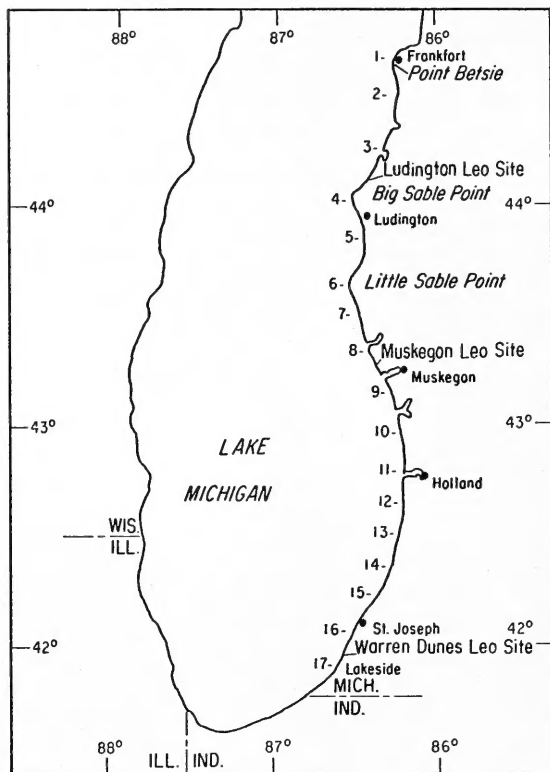 88° 87° 86°
1- Frankfort
Point Betsie
2-
3-
Ludington Leo Site
4- Big Sable Point
44° 44°
Ludington
5-
6- Little Sable Point
7-
8- Muskegon Leo Site
Muskegon
9-
43° 43°
10-
LAKE
11-
MICHIGAN Holland
12-
WIS. 13-
ILL.
14-
15-
16- St. Joseph
42° 42°
Warren Dunes Leo Site
17- Lakeside
MICH.
IND.
88° 87° 86°
ILL. IND.